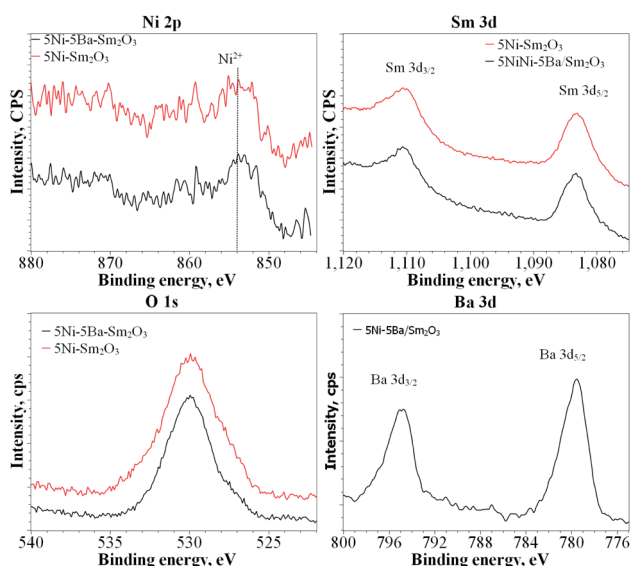 Ni 2p
5Ni-5Ba-Sm₂O₃
5Ni-Sm₂O₃
Ni²⁺
Intensity, CPS
880 870 860 850
Binding energy, eV
Sm 3d
5Ni-Sm₂O₃
5NiNi-5Ba/Sm₂O₃
Sm 3d₃/₂
Sm 3d₅/₂
Intensity, CPS
1,120 1,110 1,100 1,090 1,080
Binding energy, eV
O 1s
5Ni-5Ba-Sm₂O₃
5Ni-Sm₂O₃
Intensity, cps
540 535 530 525
Binding energy, eV
Ba 3d
5Ni-5Ba/Sm₂O₃
Ba 3d₃/₂
Ba 3d₅/₂
Intensity, cps
800 796 792 788 784 780 776
Binding energy, eV